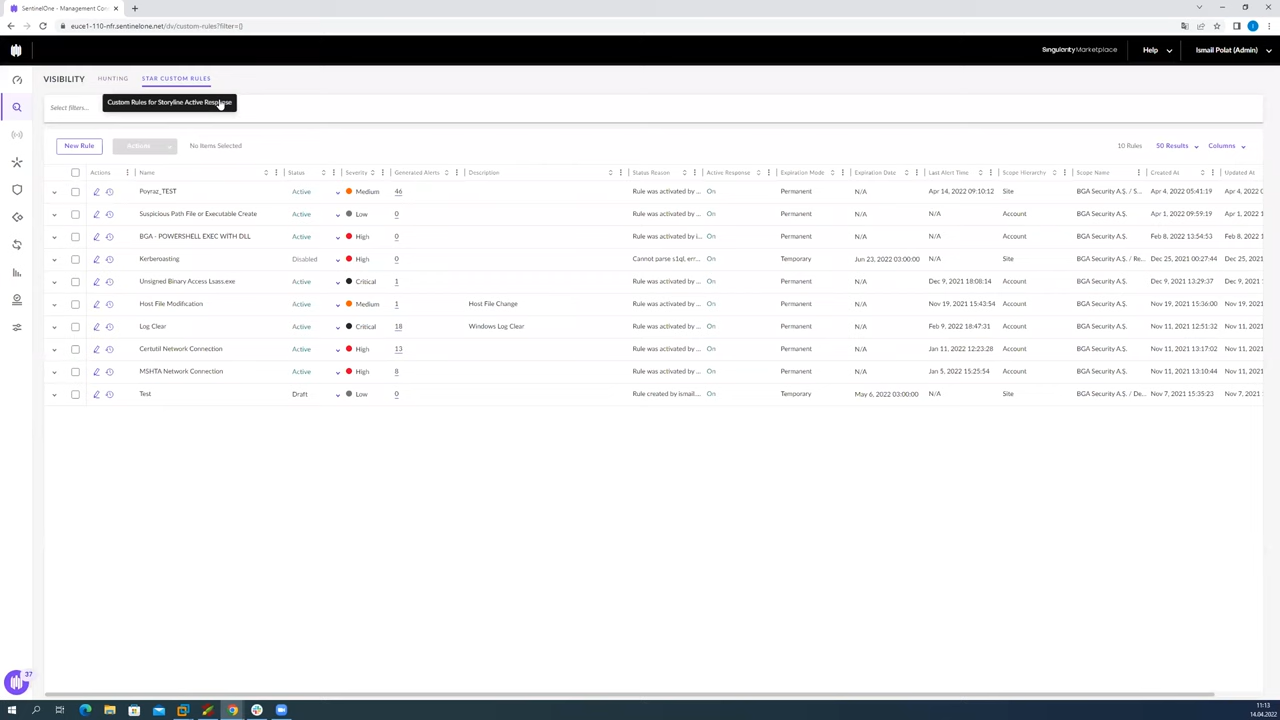 SentinelOne - Management Con
euce1-110-nfr.sentinelone.net/dv/custom-rules?filter={}
Singularity Marketplace
Help
Ismail Polat (Admin)
VISIBILITY
HUNTING
STAR CUSTOM RULES
Select filters...
Custom Rules for Storyline Active Response
New Rule
Actions
No Items Selected
10 Rules
50 Results
Columns
Actions Name Status Severity Generated Alerts Description Status Reason Active Response Expiration Mode Expiration Date Last Alert Time Scope Hierarchy Scope Name Created At Updated At
Poyraz_TEST Active Medium 46 Rule was activated by ... On Permanent N/A Apr 14, 2022 09:10:12 Site BGA Security A.Ş. / S... Apr 4, 2022 05:41:19 Apr 4, 2022 0
Suspicious Path File or Executable Create Active Low 0 Rule was activated by ... On Permanent N/A N/A Account BGA Security A.Ş. Apr 1, 2022 09:59:19 Apr 1, 2022 1
BGA - POWERSHELL EXEC WITH DLL Active High 0 Rule was activated by i... On Permanent N/A N/A Account BGA Security A.Ş. Feb 8, 2022 13:54:53 Feb 8, 2022 1
Kerberoasting Disabled High 0 Cannot parse s1ql, err... On Temporary Jun 23, 2022 03:00:00 N/A Account BGA Security A.Ş. / Re... Dec 25, 2021 00:27:44 Dec 25, 2021
Unsigned Binary Access Lsass.exe Active Critical 1 Rule was activated by ... On Permanent N/A Dec 9, 2021 18:08:14 Account BGA Security A.Ş. Dec 9, 2021 13:29:37 Dec 9, 2021
Host File Modification Active Medium 1 Host File Change Rule was activated by ... On Permanent N/A Nov 19, 2021 15:43:54 Account BGA Security A.Ş. Nov 19, 2021 15:36:00 Nov 19, 2021
Log Clear Active Critical 18 Windows Log Clear Rule was activated by ... On Permanent N/A Feb 9, 2022 18:47:31 Account BGA Security A.Ş. Nov 11, 2021 12:51:32 Nov 11, 2021
Certutil Network Connection Active High 13 Rule was activated by ... On Permanent N/A Jan 11, 2022 12:23:28 Account BGA Security A.Ş. Nov 11, 2021 13:17:02 Nov 11, 2021
MSHTA Network Connection Active High 8 Rule was activated by ... On Permanent N/A Jan 5, 2022 15:25:54 Account BGA Security A.Ş. Nov 11, 2021 13:10:44 Nov 11, 2021
Test Draft Low 0 Rule created by ismail.... On Temporary May 6, 2022 03:00:00 N/A Site BGA Security A.Ş. / De... Nov 7, 2021 15:35:23 Nov 7, 2021
37
11:13
14.04.2022